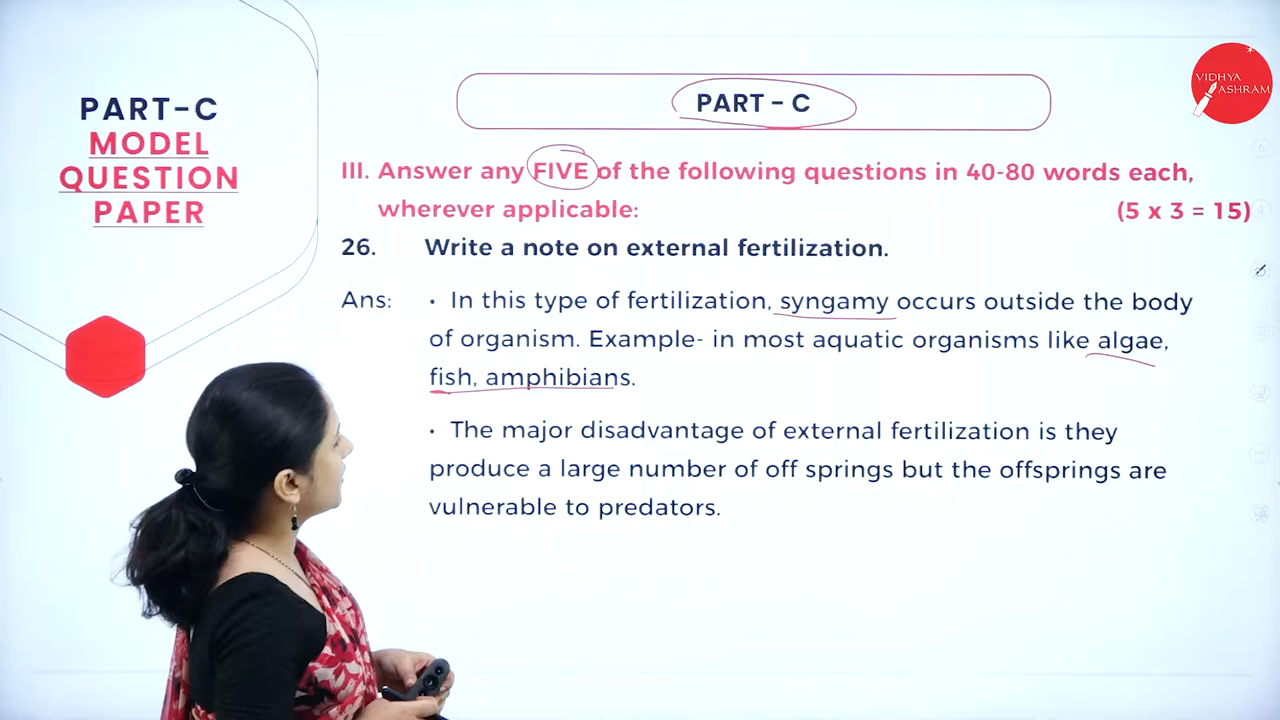 PART-C
MODEL
QUESTION
PAPER
PART - C
VIDHYA
ASHRAM
III. Answer any FIVE of the following questions in 40-80 words each,
wherever applicable:
(5 x 3 = 15)
26. Write a note on external fertilization.
Ans: • In this type of fertilization, syngamy occurs outside the body
of organism. Example- in most aquatic organisms like algae,
fish, amphibians.
• The major disadvantage of external fertilization is they
produce a large number of off springs but the offsprings are
vulnerable to predators.